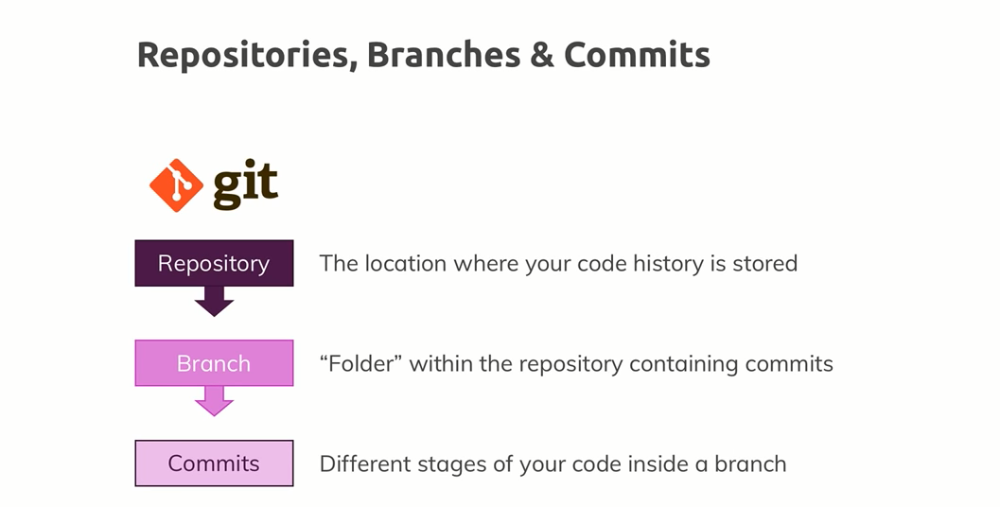 Repositories, Branches & Commits
git
Repository
The location where your code history is stored
Branch
“Folder” within the repository containing commits
Commits
Different stages of your code inside a branch